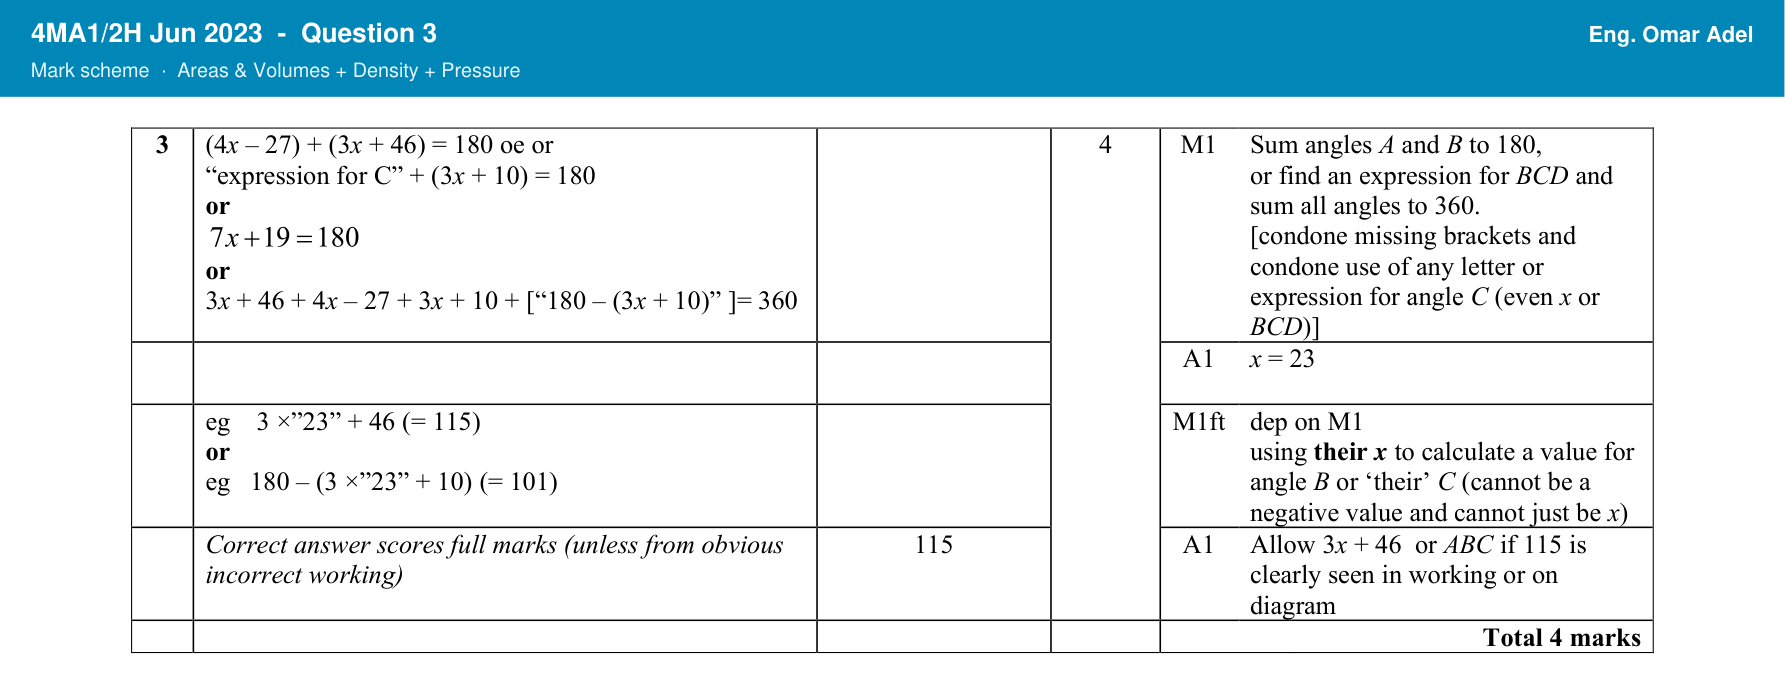 4MA1/2H Jun 2023 - Question 3
Eng. Omar Adel
Mark scheme · Areas & Volumes + Density + Pressure
3
(4x – 27) + (3x + 46) = 180 oe or
“expression for C” + (3x + 10) = 180
or
7x + 19 = 180
or
3x + 46 + 4x – 27 + 3x + 10 + [“180 – (3x + 10)” ]= 360
4
M1
Sum angles A and B to 180,
or find an expression for BCD and
sum all angles to 360.
[condone missing brackets and
condone use of any letter or
expression for angle C (even x or
BCD)]
A1
x = 23
eg 3 ×”23” + 46 (= 115)
or
eg 180 – (3 ×”23” + 10) (= 101)
M1ft
dep on M1
using their x to calculate a value for
angle B or ‘their’ C (cannot be a
negative value and cannot just be x)
Correct answer scores full marks (unless from obvious
incorrect working)
115
A1
Allow 3x + 46 or ABC if 115 is
clearly seen in working or on
diagram
Total 4 marks